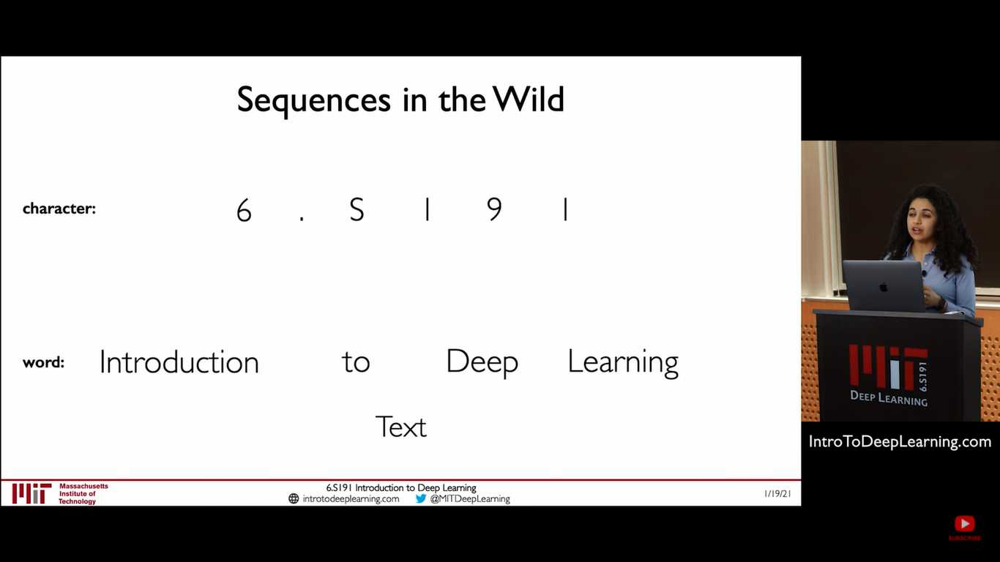 Sequences in the Wild
character: 6 . S 1 9 1
word: Introduction to Deep Learning
Text
MIT Massachusetts
Institute of
Technology
6.S191 Introduction to Deep Learning
introtodeeplearning.com @MITDeepLearning
1/19/21
MIT 6.S191
DEEP LEARNING
IntroToDeepLearning.com
SUBSCRIBE